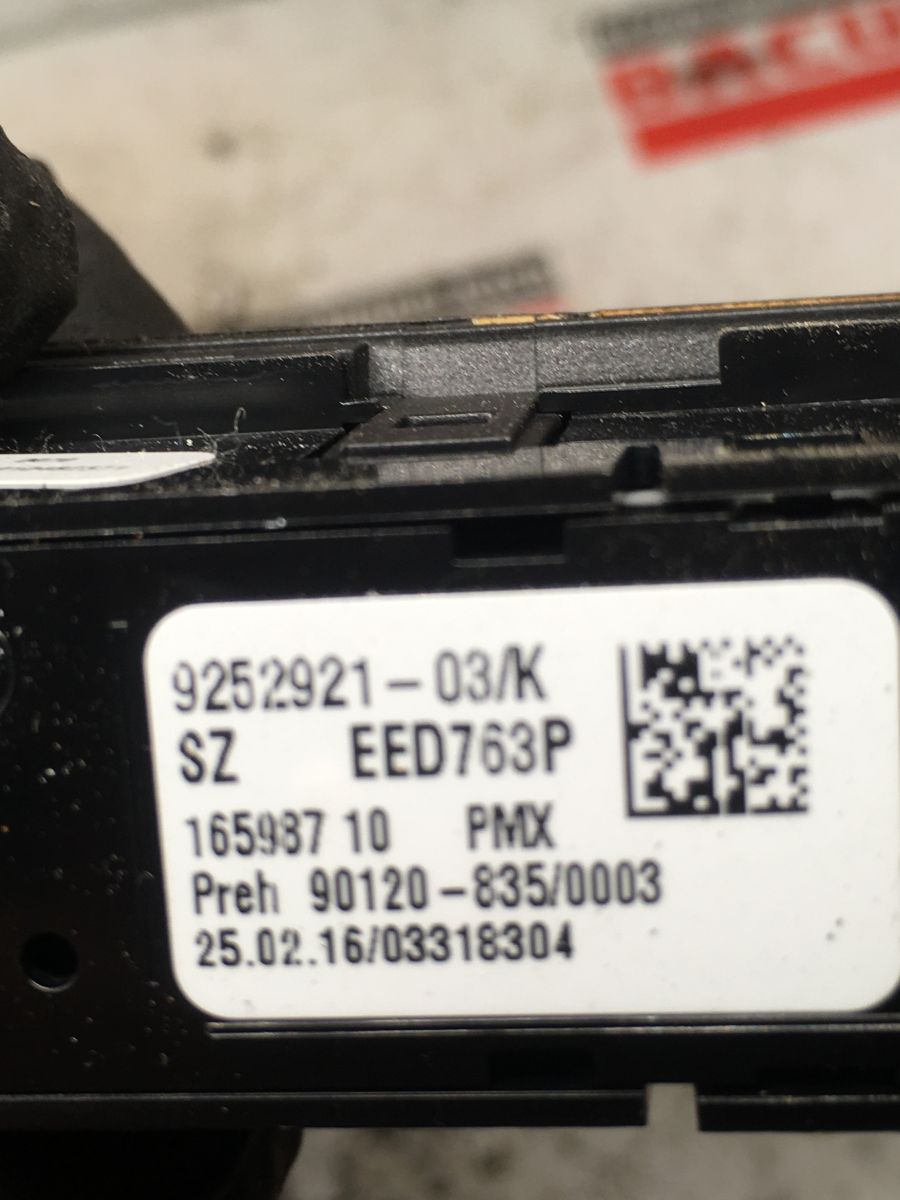 9252921-03/K
SZ EED763P
165987 10 PMX
Preh 90120-835/0003
25.02.16/03318304